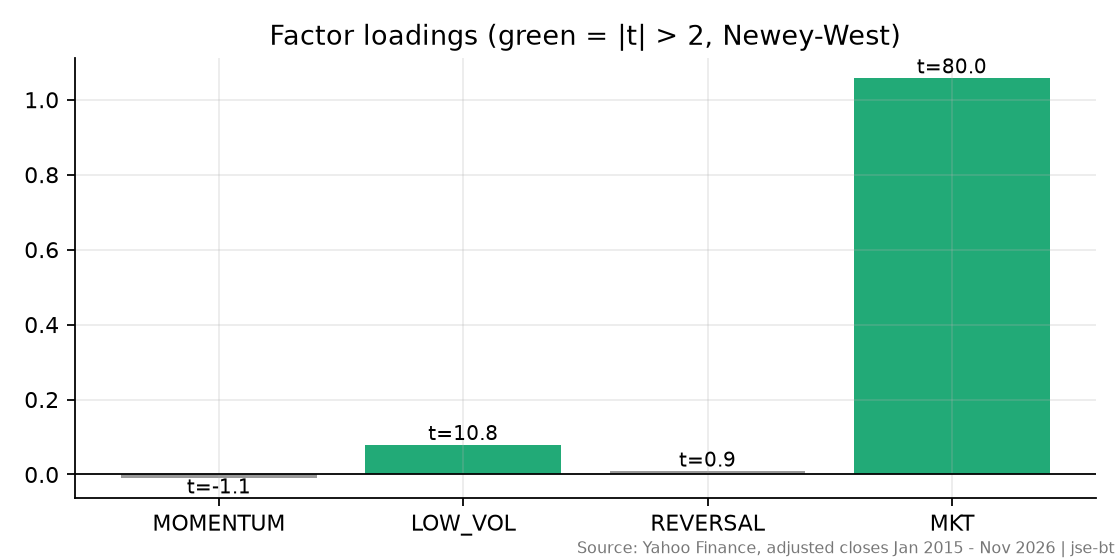 Factor loadings (green = |t| > 2, Newey-West)
t=80.0
1.0
0.8
0.6
0.4
0.2
t=10.8
t=0.9
0.0
t=-1.1
MOMENTUM LOW_VOL REVERSAL MKT
Source: Yahoo Finance, adjusted closes Jan 2015 - Nov 2026 | jse-bt